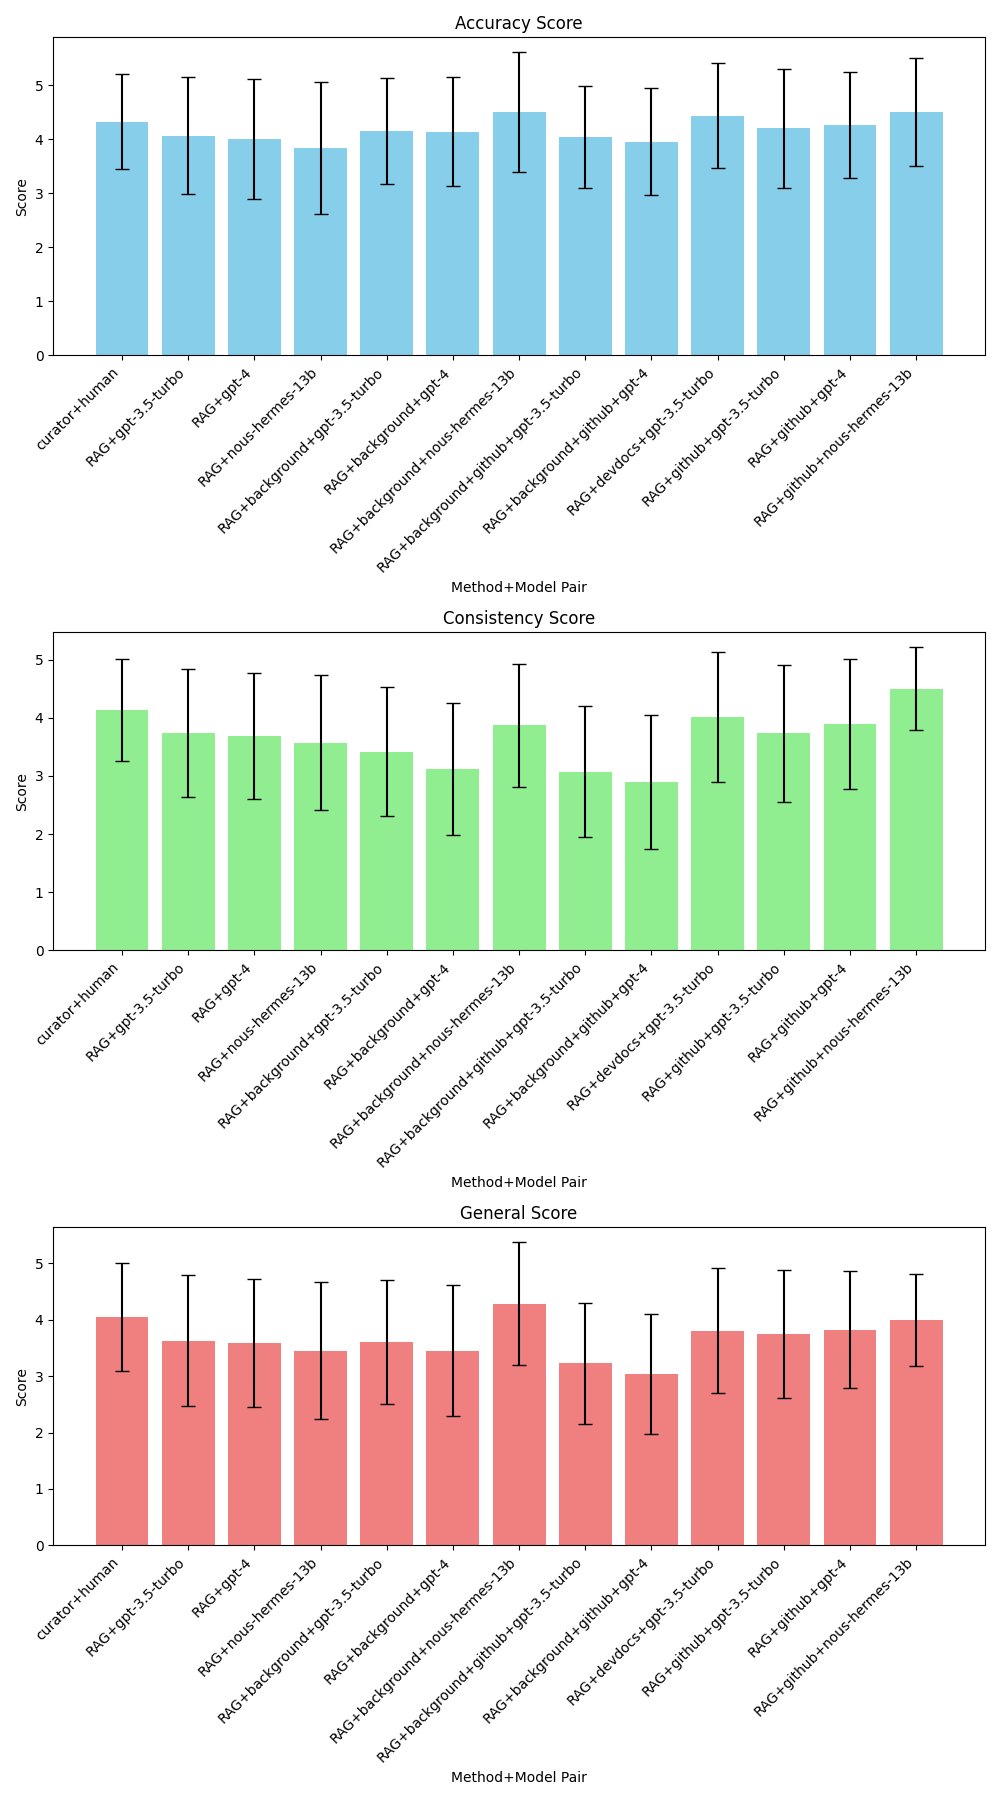 Accuracy Score
Score
5
4
3
2
1
0
curator+human
RAG+gpt-3.5-turbo
RAG+gpt-4
RAG+nous-hermes-13b
RAG+background+gpt-3.5-turbo
RAG+background+gpt-4
RAG+background+nous-hermes-13b
RAG+background+github+gpt-3.5-turbo
RAG+background+github+gpt-4
RAG+devdocs+gpt-3.5-turbo
RAG+github+gpt-3.5-turbo
RAG+github+gpt-4
RAG+github+nous-hermes-13b
Method+Model Pair
Consistency Score
Score
5
4
3
2
1
0
curator+human
RAG+gpt-3.5-turbo
RAG+gpt-4
RAG+nous-hermes-13b
RAG+background+gpt-3.5-turbo
RAG+background+gpt-4
RAG+background+nous-hermes-13b
RAG+background+github+gpt-3.5-turbo
RAG+background+github+gpt-4
RAG+devdocs+gpt-3.5-turbo
RAG+github+gpt-3.5-turbo
RAG+github+gpt-4
RAG+github+nous-hermes-13b
Method+Model Pair
General Score
Score
5
4
3
2
1
0
curator+human
RAG+gpt-3.5-turbo
RAG+gpt-4
RAG+nous-hermes-13b
RAG+background+gpt-3.5-turbo
RAG+background+gpt-4
RAG+background+nous-hermes-13b
RAG+background+github+gpt-3.5-turbo
RAG+background+github+gpt-4
RAG+devdocs+gpt-3.5-turbo
RAG+github+gpt-3.5-turbo
RAG+github+gpt-4
RAG+github+nous-hermes-13b
Method+Model Pair